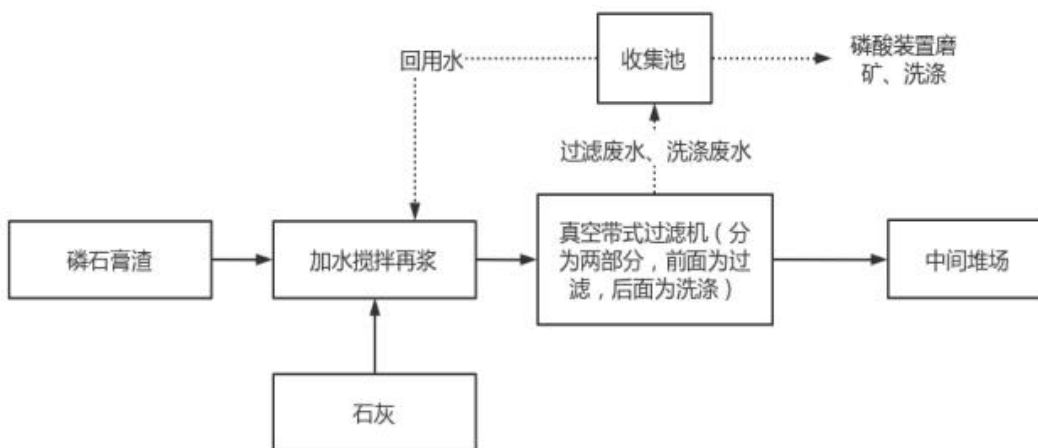 回用水
收集池
磷酸装置磨
矿、洗涤
过滤废水、洗涤废水
磷石膏渣
加水搅拌再浆
真空带式过滤机（分
为两部分，前面为过
滤，后面为洗涤）
中间堆场
石灰